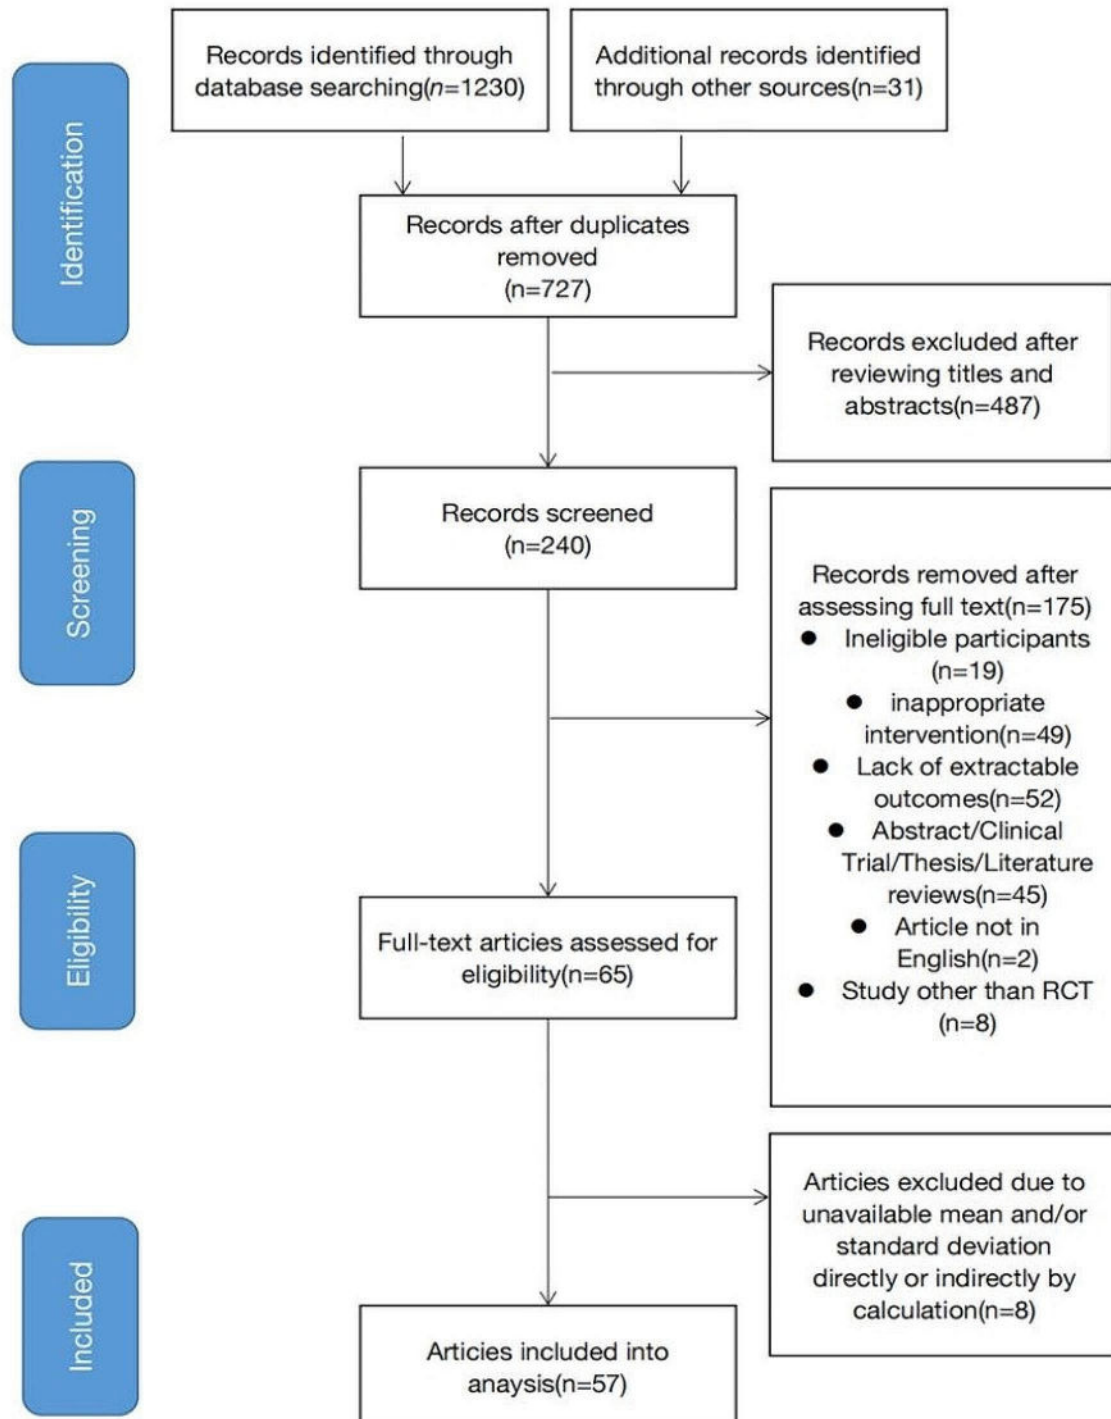 Identification
Records identified through
database searching(n=1230)
Additional records identified
through other sources(n=31)
Records after duplicates
removed
(n=727)
Records excluded after
reviewing titles and
abstracts(n=487)
Screening
Records screened
(n=240)
Records removed after
assessing full text(n=175)
● Ineligible participants
(n=19)
● inappropriate
intervention(n=49)
● Lack of extractable
outcomes(n=52)
● Abstract/Clinical
Trial/Thesis/Literature
reviews(n=45)
● Article not in
English(n=2)
● Study other than RCT
(n=8)
Eligibility
Full-text articles assessed for
eligibility(n=65)
Articles excluded due to
unavailable mean and/or
standard deviation
directly or indirectly by
calculation(n=8)
Included
Articles included into
anaysis(n=57)